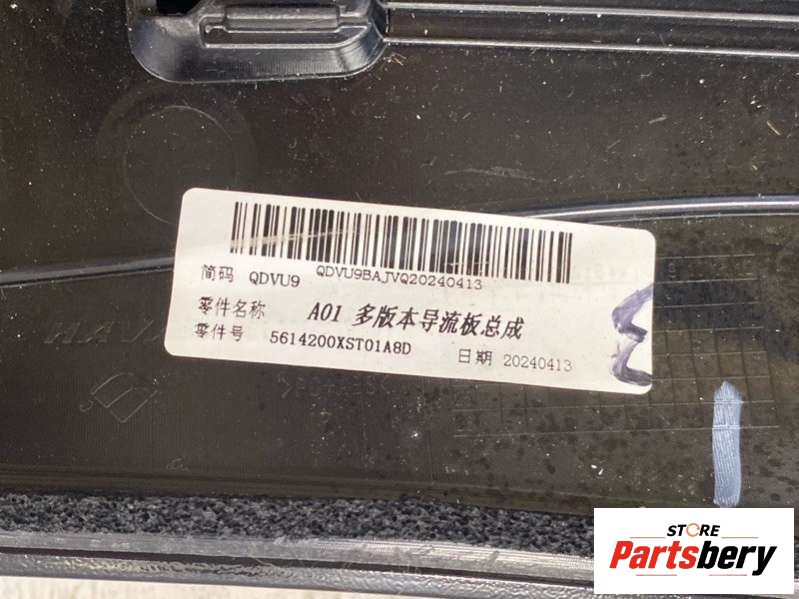 QDVU9BAJVQ20240413
简码 QDVU9
零件名称 A01 多版本导流板总成
零件号 5614200XST01A8D 日期 20240413
STORE
Partsbery